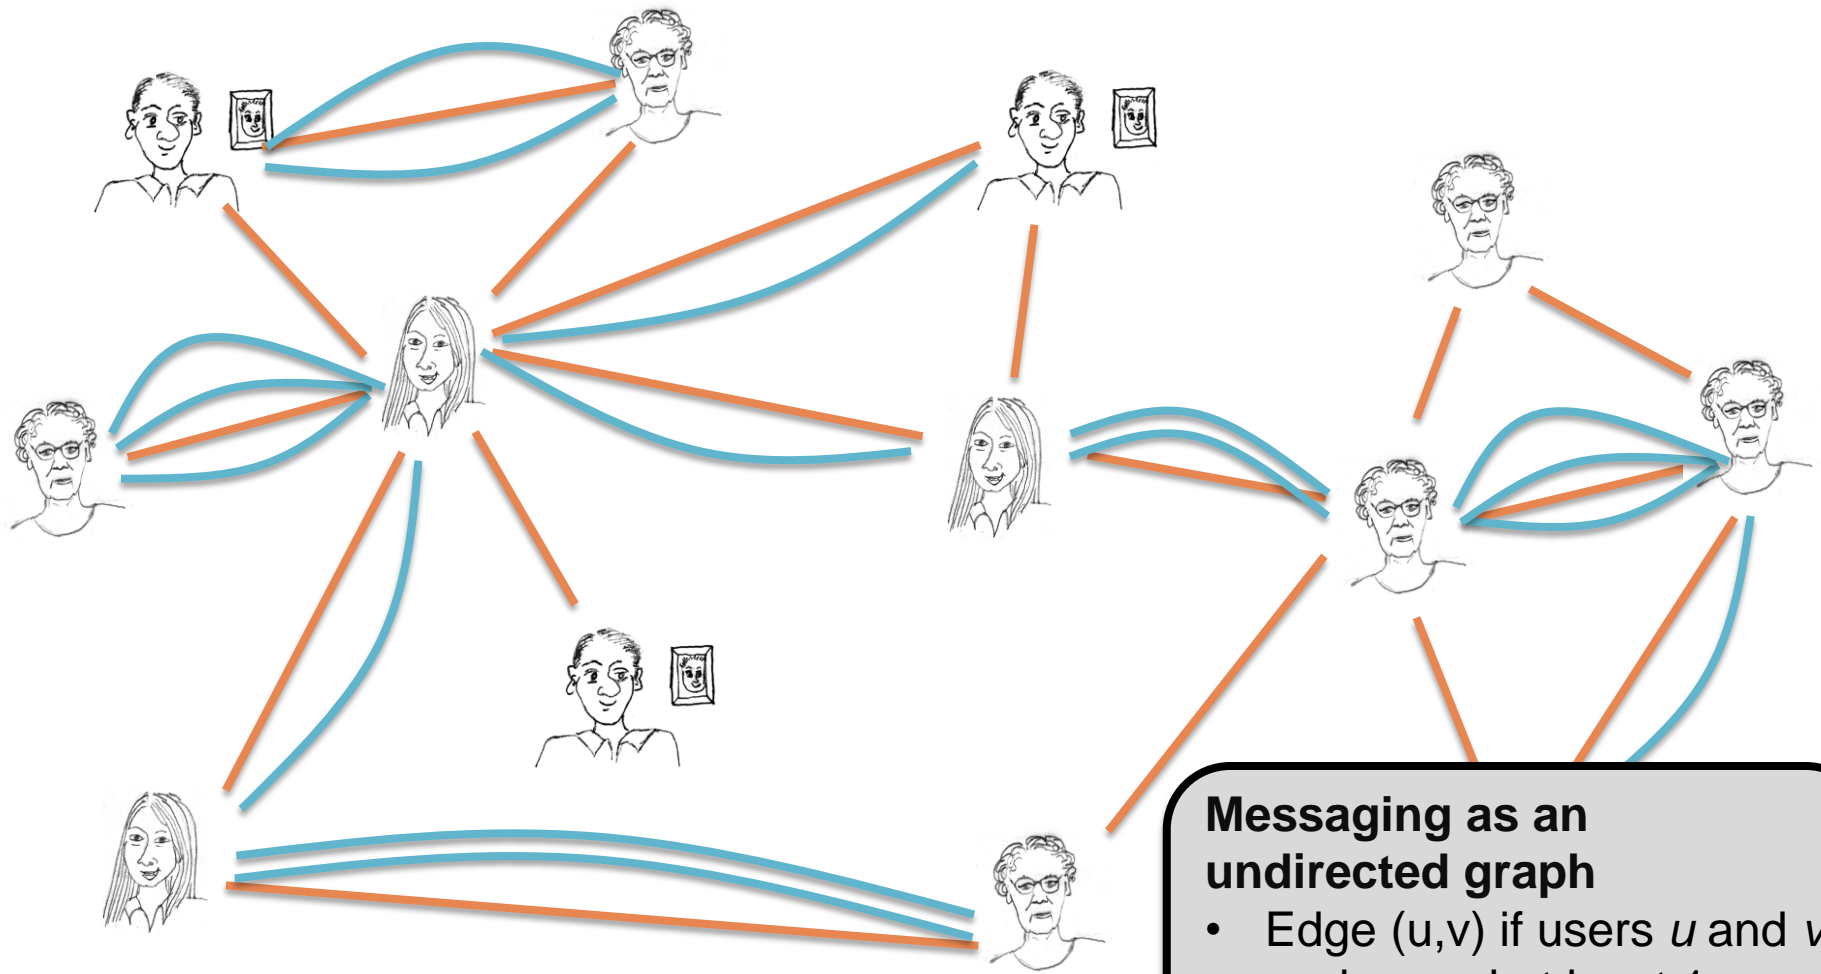 Messaging as an
undirected graph
• Edge (u,v) if users u and v